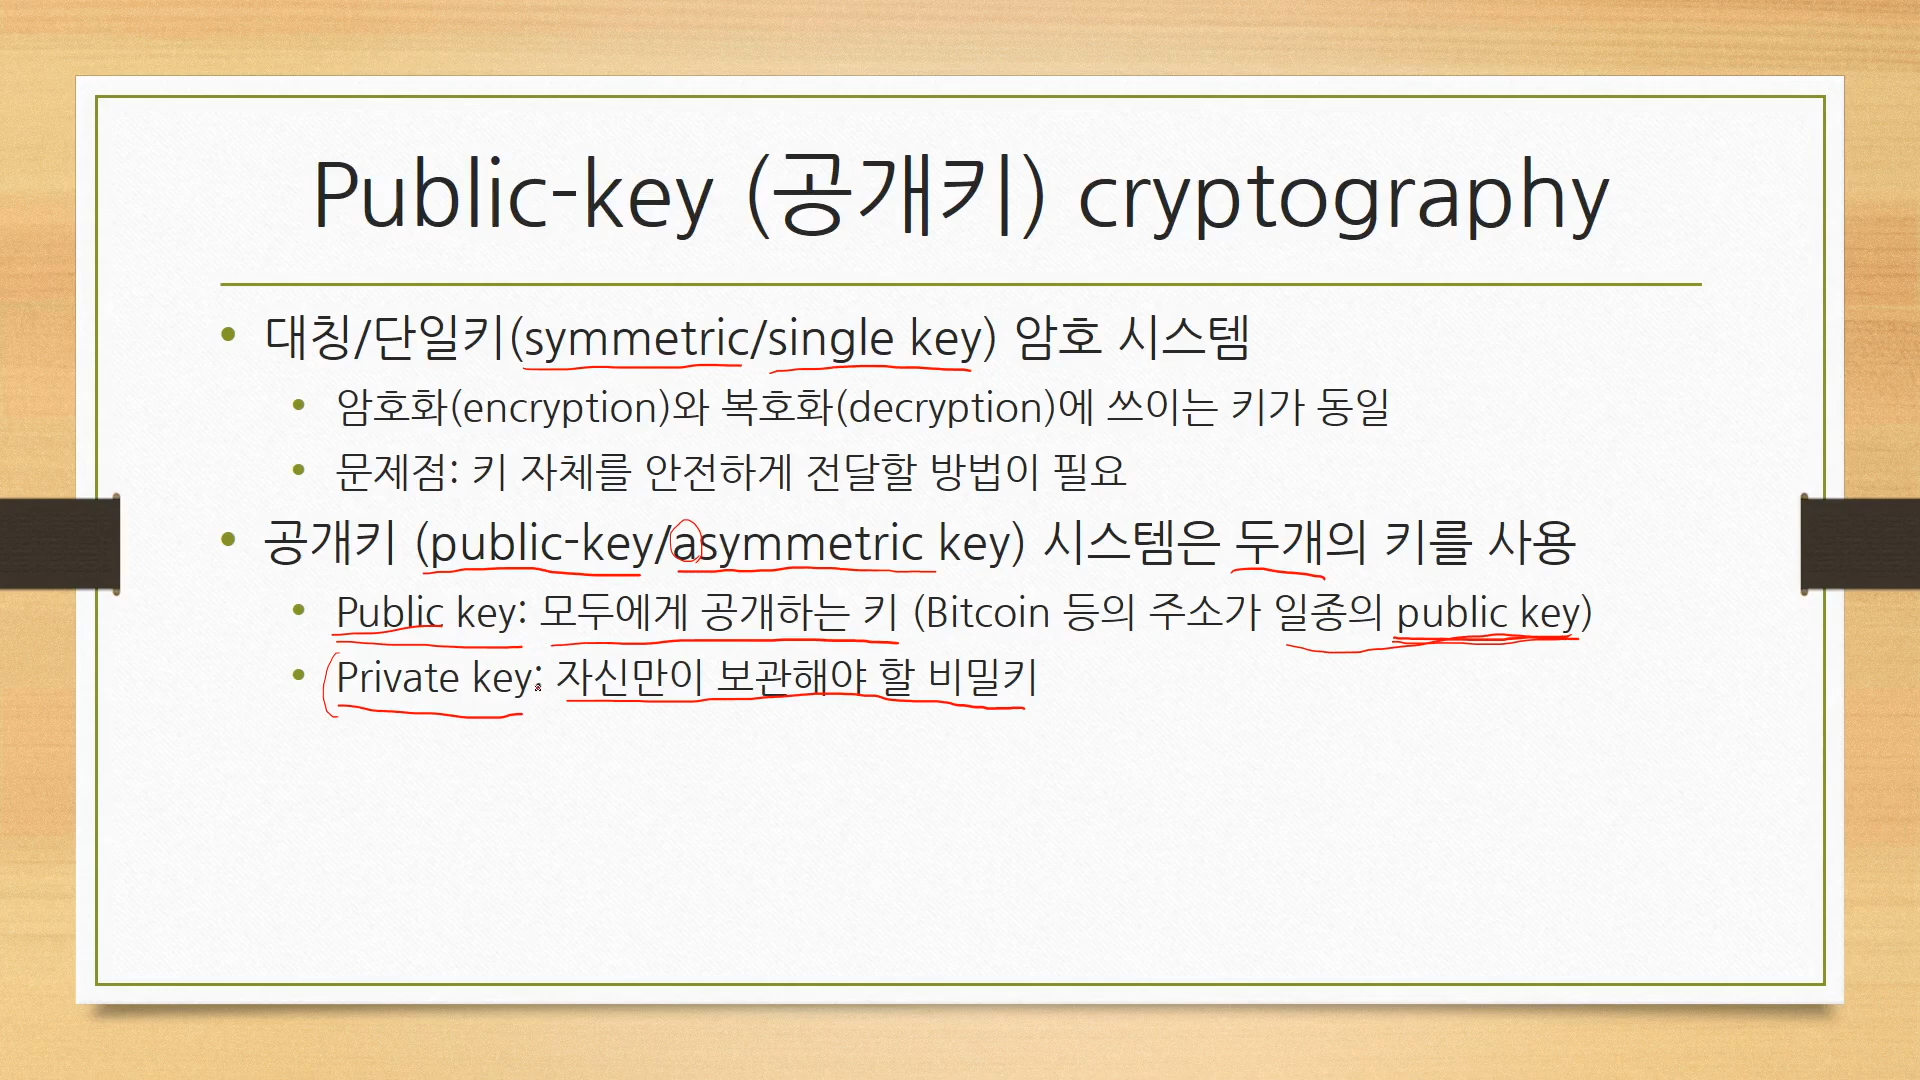 Public-key (공개키) cryptography
• 대칭/단일키(symmetric/single key) 암호 시스템
• 암호화(encryption)와 복호화(decryption)에 쓰이는 키가 동일
• 문제점: 키 자체를 안전하게 전달할 방법이 필요
• 공개키 (public-key/asymmetric key) 시스템은 두개의 키를 사용
• Public key: 모두에게 공개하는 키 (Bitcoin 등의 주소가 일종의 public key)
• Private key: 자신만이 보관해야 할 비밀키